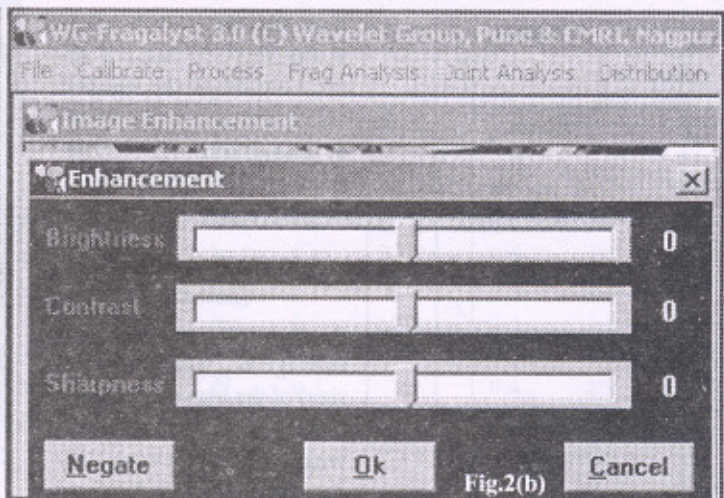 WG-Fragalyst 3.0 (C) Wavelet Group, Pune & CMRI, Nagpur
File Calibrate Process Frag Analysis Joint Analysis Distribution
Image Enhancement
Enhancement
Brightness 0
Contrast 0
Sharpness 0
Negate Ok Cancel
Fig.2(b)